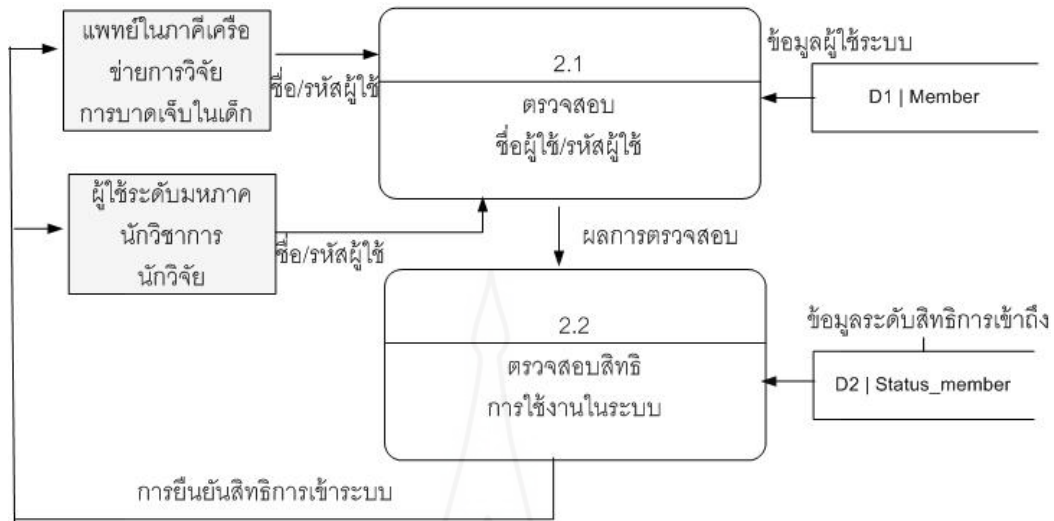 แพทย์ในภาคีเครือ
ข่ายการวิจัย
การบาดเจ็บในเด็ก
ชื่อ/รหัสผู้ใช้
2.1
ตรวจสอบ
ชื่อผู้ใช้/รหัสผู้ใช้
ข้อมูลผู้ใช้ระบบ
D1 | Member
ผู้ใช้ระดับมหภาค
นักวิชาการ
นักวิจัย
ชื่อ/รหัสผู้ใช้
ผลการตรวจสอบ
2.2
ตรวจสอบสิทธิ
การใช้งานในระบบ
ข้อมูลระดับสิทธิการเข้าถึง
D2 | Status_member
การยืนยันสิทธิการเข้าระบบ